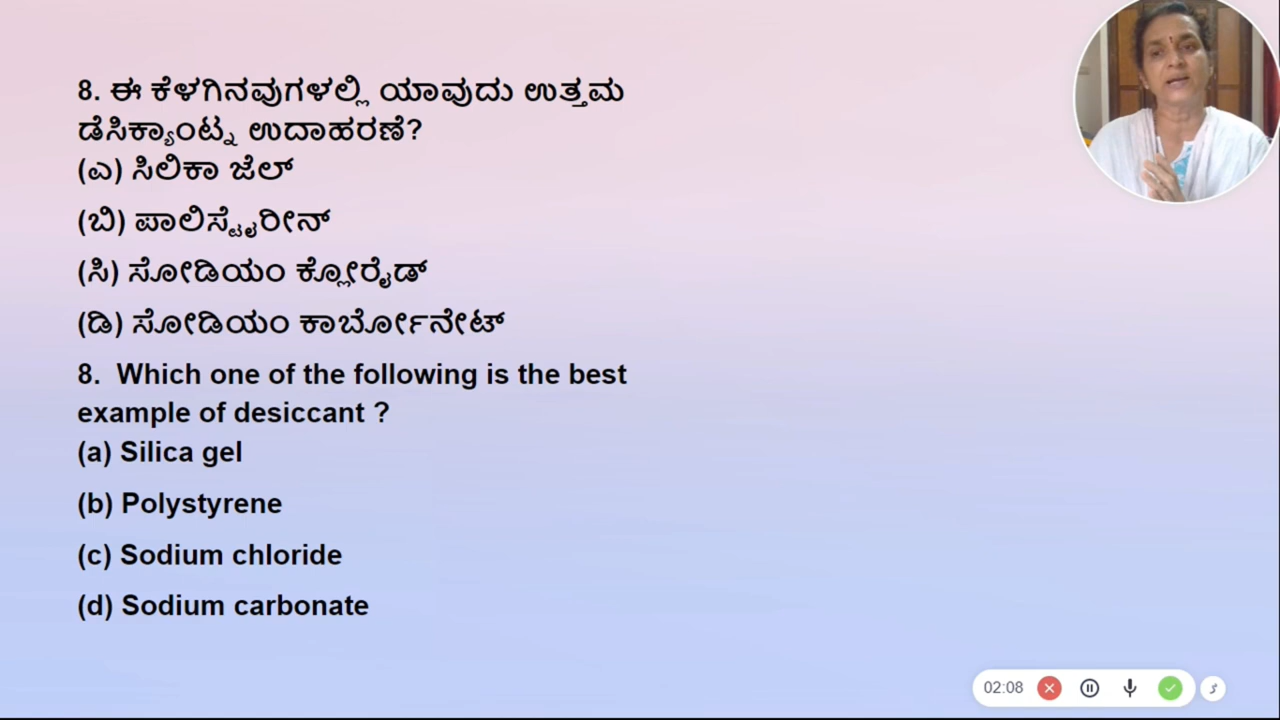 8. ಈ ಕೆಳಗಿನವುಗಳಲ್ಲಿ ಯಾವುದು ಉತ್ತಮ
ಡೆಸಿಕ್ಯಾಂಟ್ನ ಉದಾಹರಣೆ?
(ಎ) ಸಿಲಿಕಾ ಜೆಲ್
(ಬಿ) ಪಾಲಿಸ್ಟೈರೀನ್
(ಸಿ) ಸೋಡಿಯಂ ಕ್ಲೋರೈಡ್
(ಡಿ) ಸೋಡಿಯಂ ಕಾರ್ಬೋನೇಟ್
8. Which one of the following is the best
example of desiccant ?
(a) Silica gel
(b) Polystyrene
(c) Sodium chloride
(d) Sodium carbonate
02:08